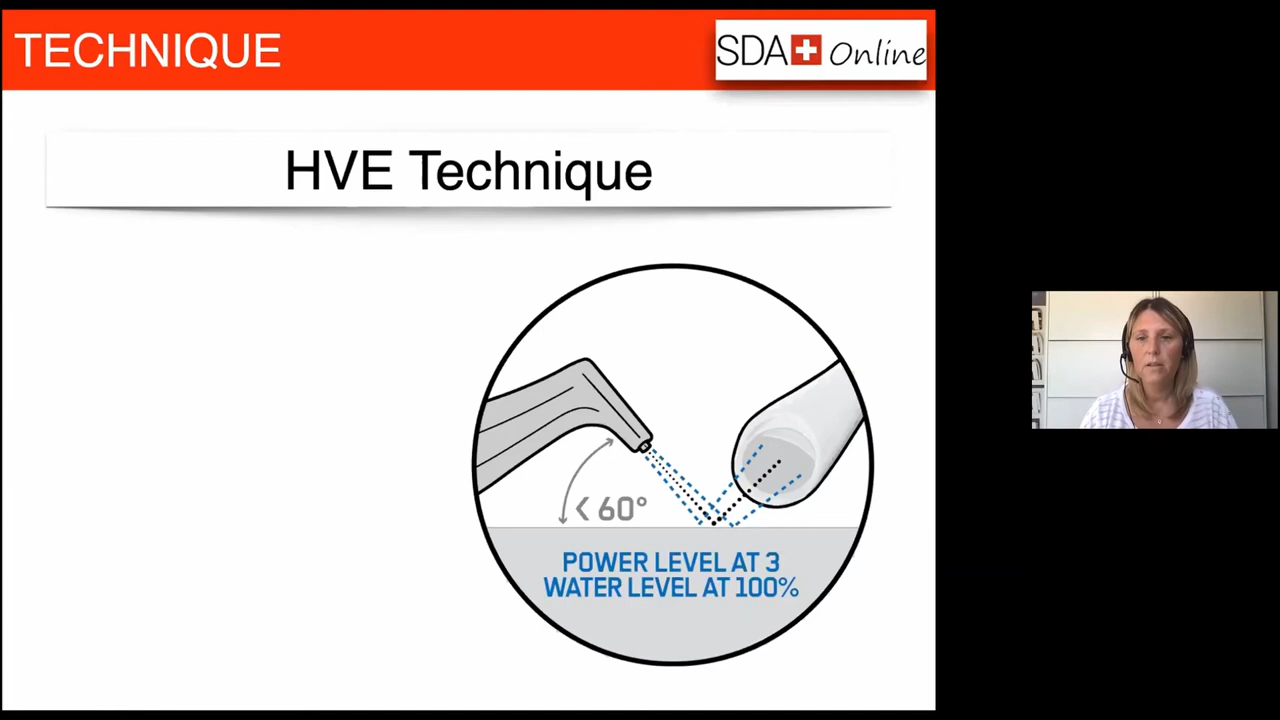 TECHNIQUE
SDA Online
HVE Technique
< 60°
POWER LEVEL AT 3
WATER LEVEL AT 100%